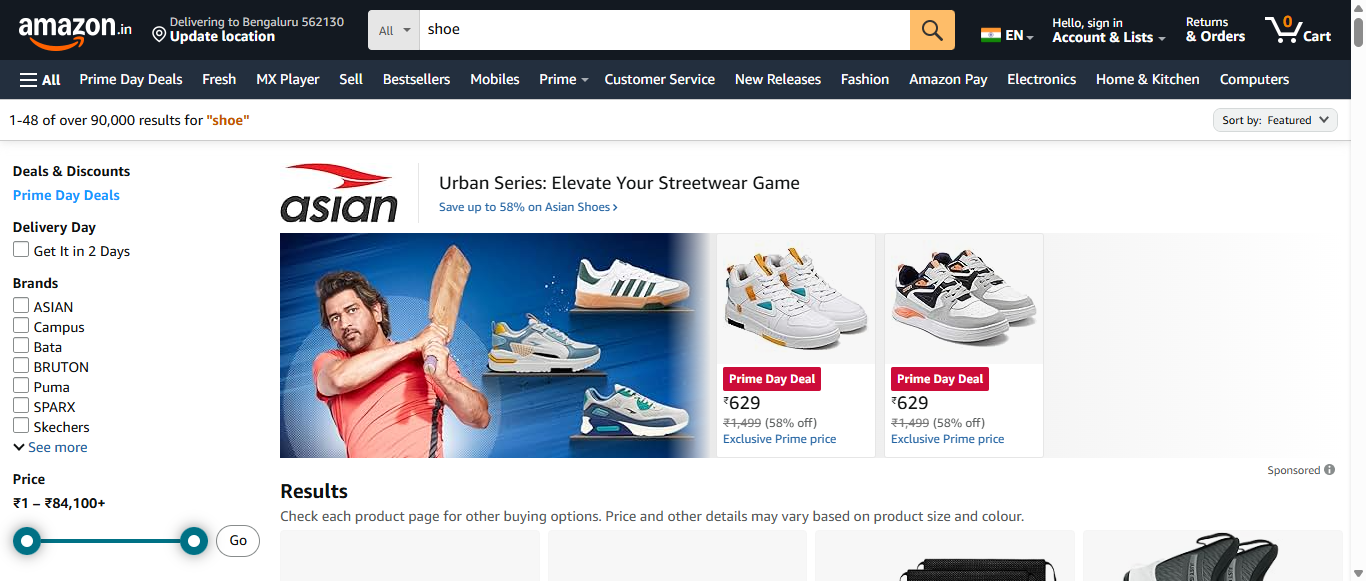 amazon.in
Delivering to Bengaluru 562130
Update location
All
shoe
EN
Hello, sign in
Account & Lists
Returns
& Orders
0
Cart
All
Prime Day Deals
Fresh
MX Player
Sell
Bestsellers
Mobiles
Prime
Customer Service
New Releases
Fashion
Amazon Pay
Electronics
Home & Kitchen
Computers
1-48 of over 90,000 results for "shoe"
Sort by: Featured
Deals & Discounts
Prime Day Deals
Delivery Day
Get It in 2 Days
Brands
ASIAN
Campus
Bata
BRUTON
Puma
SPARX
Skechers
See more
Price
₹1 – ₹84,100+
Go
asian
Urban Series: Elevate Your Streetwear Game
Save up to 58% on Asian Shoes ›
Prime Day Deal
₹629
₹1,499 (58% off)
Exclusive Prime price
Prime Day Deal
₹629
₹1,499 (58% off)
Exclusive Prime price
Sponsored
Results
Check each product page for other buying options. Price and other details may vary based on product size and colour.